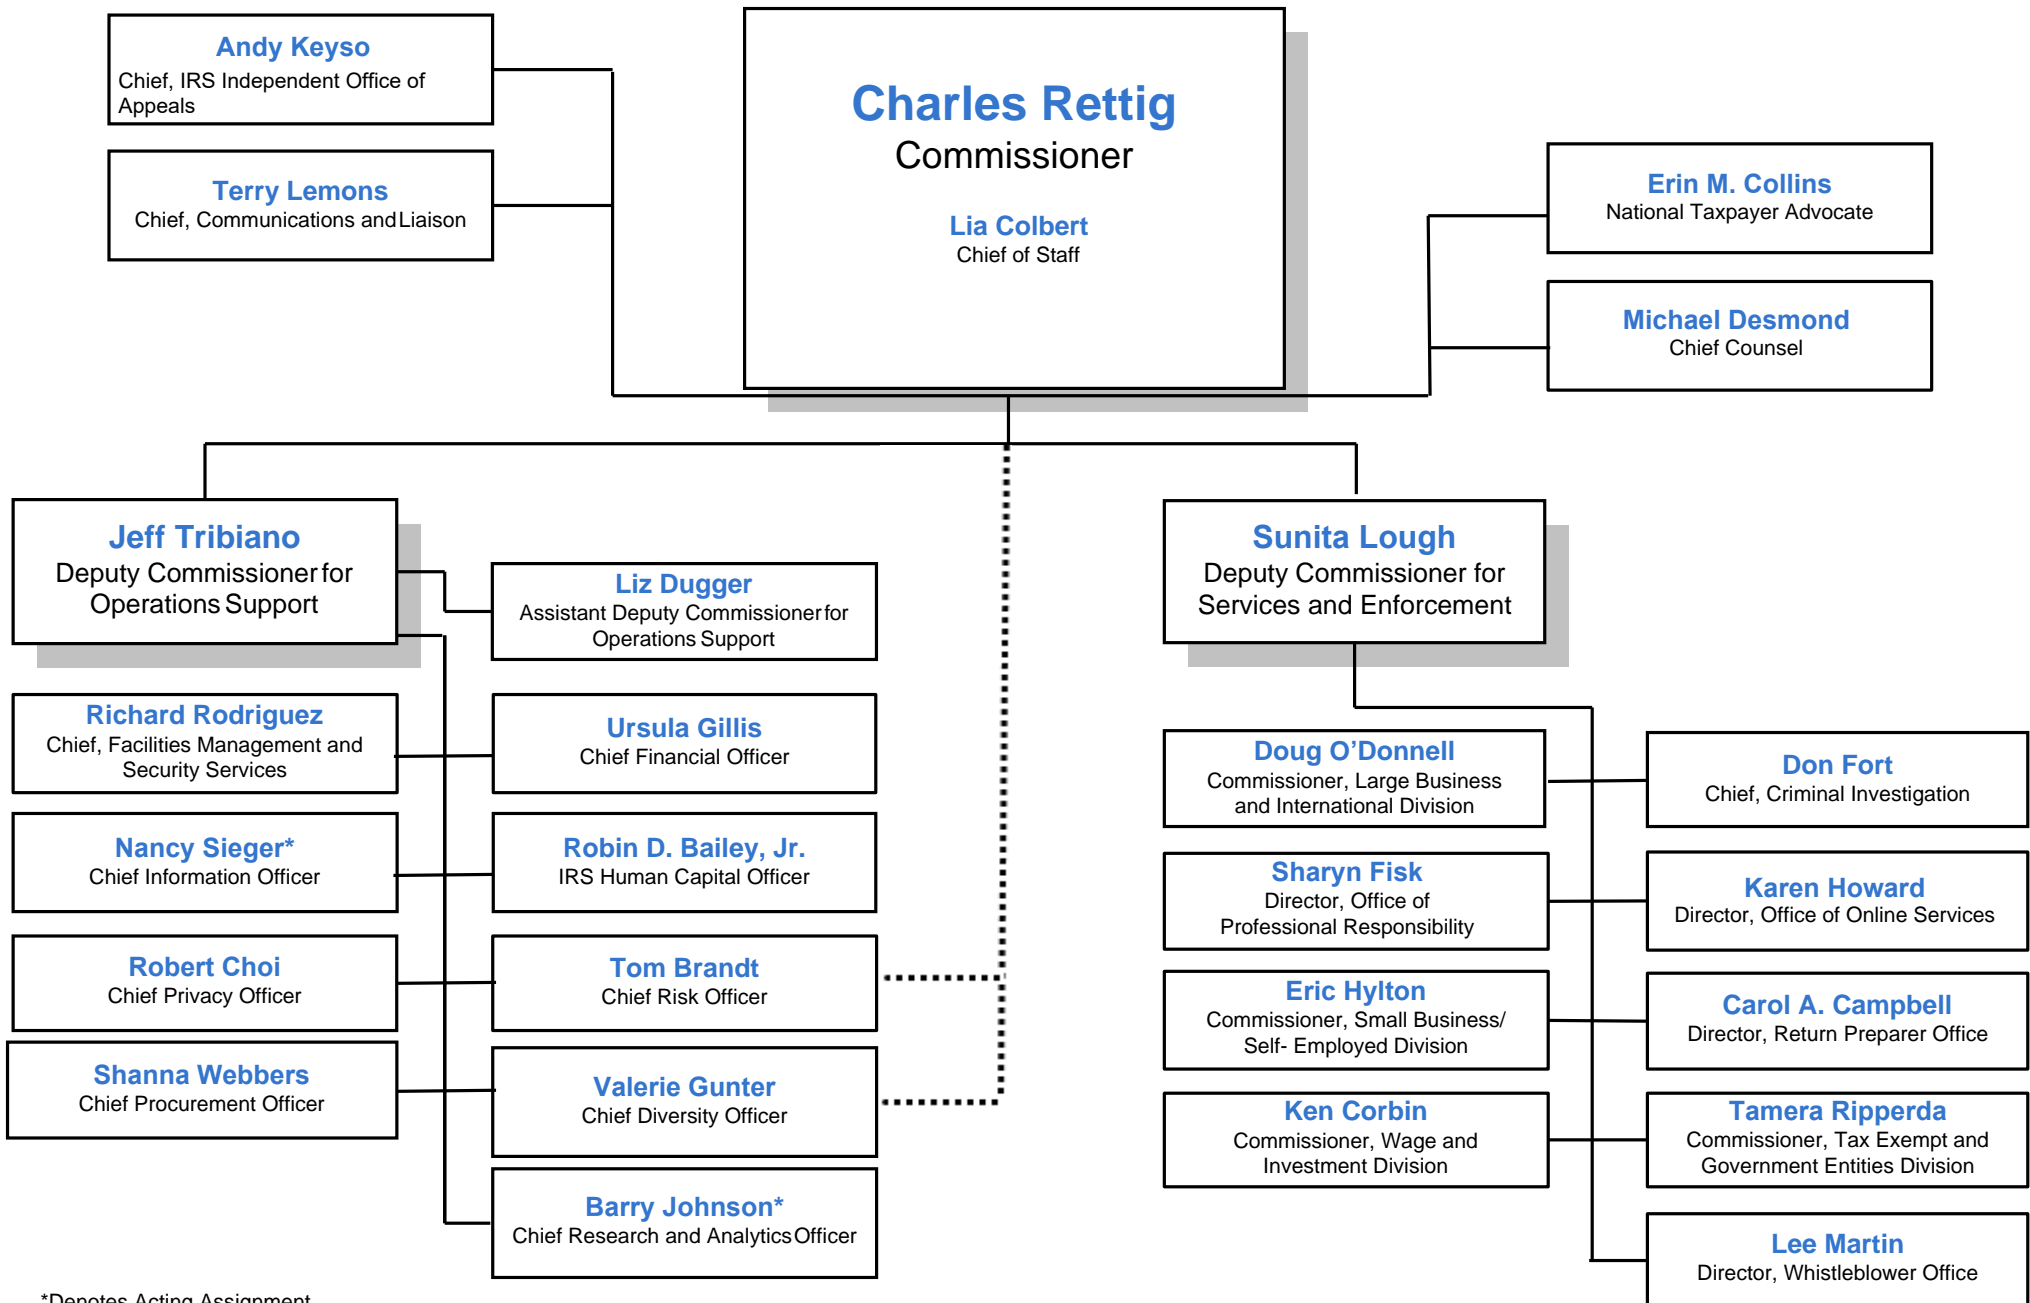 Andy Keyso
Chief, IRS Independent Office of
Appeals
Terry Lemons
Chief, Communications and Liaison
Charles Rettig
Commissioner
Lia Colbert
Chief of Staff
Erin M. Collins
National Taxpayer Advocate
Michael Desmond
Chief Counsel
Jeff Tribiano
Deputy Commissioner for
Operations Support
Liz Dugger
Assistant Deputy Commissioner for
Operations Support
Richard Rodriguez
Chief, Facilities Management and
Security Services
Ursula Gillis
Chief Financial Officer
Nancy Sieger*
Chief Information Officer
Robin D. Bailey, Jr.
IRS Human Capital Officer
Robert Choi
Chief Privacy Officer
Tom Brandt
Chief Risk Officer
Shanna Webbers
Chief Procurement Officer
Valerie Gunter
Chief Diversity Officer
Barry Johnson*
Chief Research and Analytics Officer
Sunita Lough
Deputy Commissioner for
Services and Enforcement
Doug O’Donnell
Commissioner, Large Business
and International Division
Don Fort
Chief, Criminal Investigation
Sharyn Fisk
Director, Office of
Professional Responsibility
Karen Howard
Director, Office of Online Services
Eric Hylton
Commissioner, Small Business/
Self- Employed Division
Carol A. Campbell
Director, Return Preparer Office
Ken Corbin
Commissioner, Wage and
Investment Division
Tamera Ripperda
Commissioner, Tax Exempt and
Government Entities Division
Lee Martin
Director, Whistleblower Office
*Denotes Acting Assignment